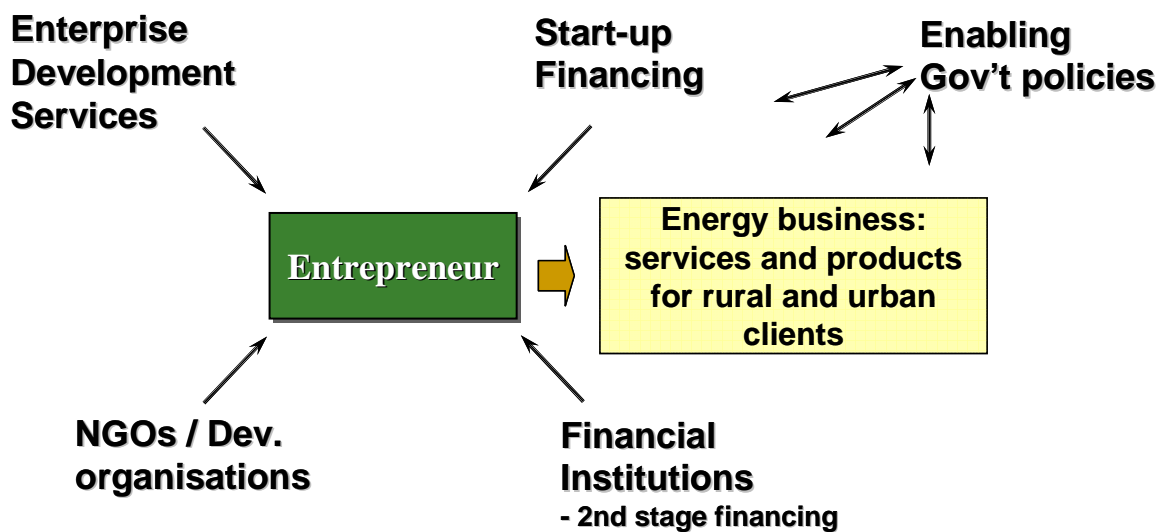 Enterprise
Development
Services
Start-up
Financing
Enabling
Gov't policies
Entrepreneur
Energy business:
services and products
for rural and urban
clients
NGOs / Dev.
organisations
Financial
Institutions
- 2nd stage financing